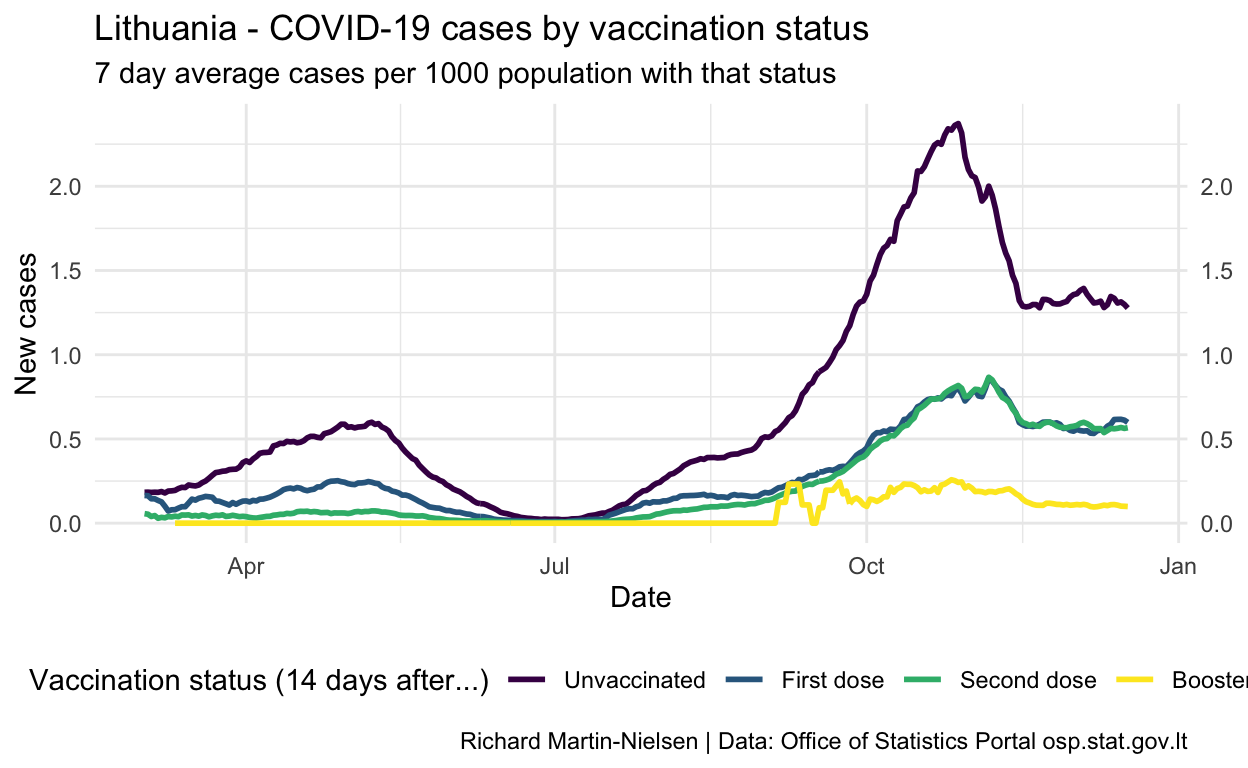 Lithuania - COVID-19 cases by vaccination status
7 day average cases per 1000 population with that status
New cases
2.0
1.5
1.0
0.5
0.0
2.0
1.5
1.0
0.5
0.0
Apr Jul Oct Jan
Date
Vaccination status (14 days after...) Unvaccinated First dose Second dose Booster
Richard Martin-Nielsen | Data: Office of Statistics Portal osp.stat.gov.lt